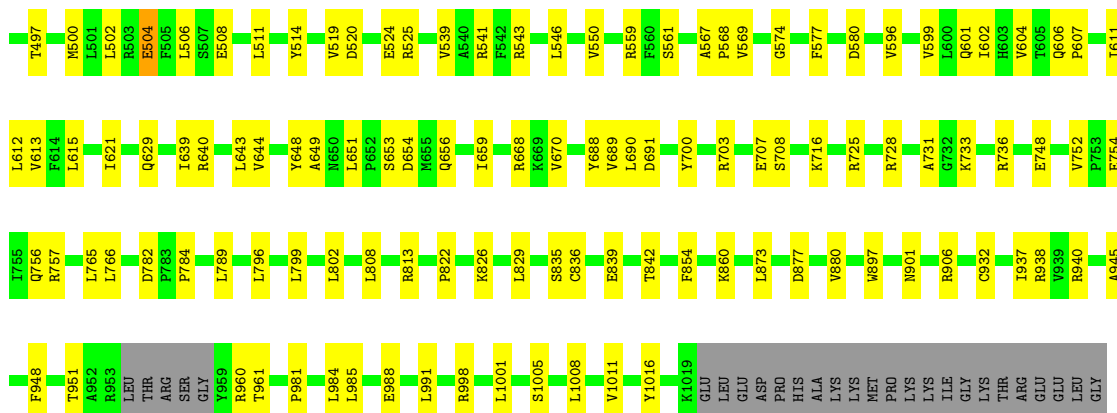 T497 M500 L501 L502 R503 E504 F505 L506 S507 E508 L511 Y514 V519 D520 E524 R525 V539 A540 R541 F542 R543 L546 V550 R559 F560 S561 A567 P568 V569 G574 F577 D580 V596 V599 L600 Q601 I602 H603 V604 T605 Q606 P607 I611
L612 V613 F614 L615 I621 Q629 I639 R640 L643 V644 Y648 A649 N650 L651 P652 S653 D654 M655 Q656 I659 R668 K669 V670 Y688 V689 L690 D691 Y700 R703 E707 S708 K716 R725 R728 A731 G732 K733 R736 E748 V752 P753 E754
I755 Q756 R757 L765 L766 D782 P783 P784 L789 L796 L799 L802 L808 R813 P822 K826 L829 S835 C836 E839 T842 F854 K860 L873 D877 V880 W897 N901 R906 C932 I937 R938 V939 R940 A945
F948 T951 A952 R953 LEU THR ARG SER GLY Y959 R960 T961 P981 L984 L985 E988 L991 R998 L1001 S1005 L1008 V1011 Y1016 K1019 GLU LEU GLU ASP PRO HIS ALA LYS LYS MET PRO LYS LYS ILE GLY LYS THR ARG GLU GLU LEU GLY